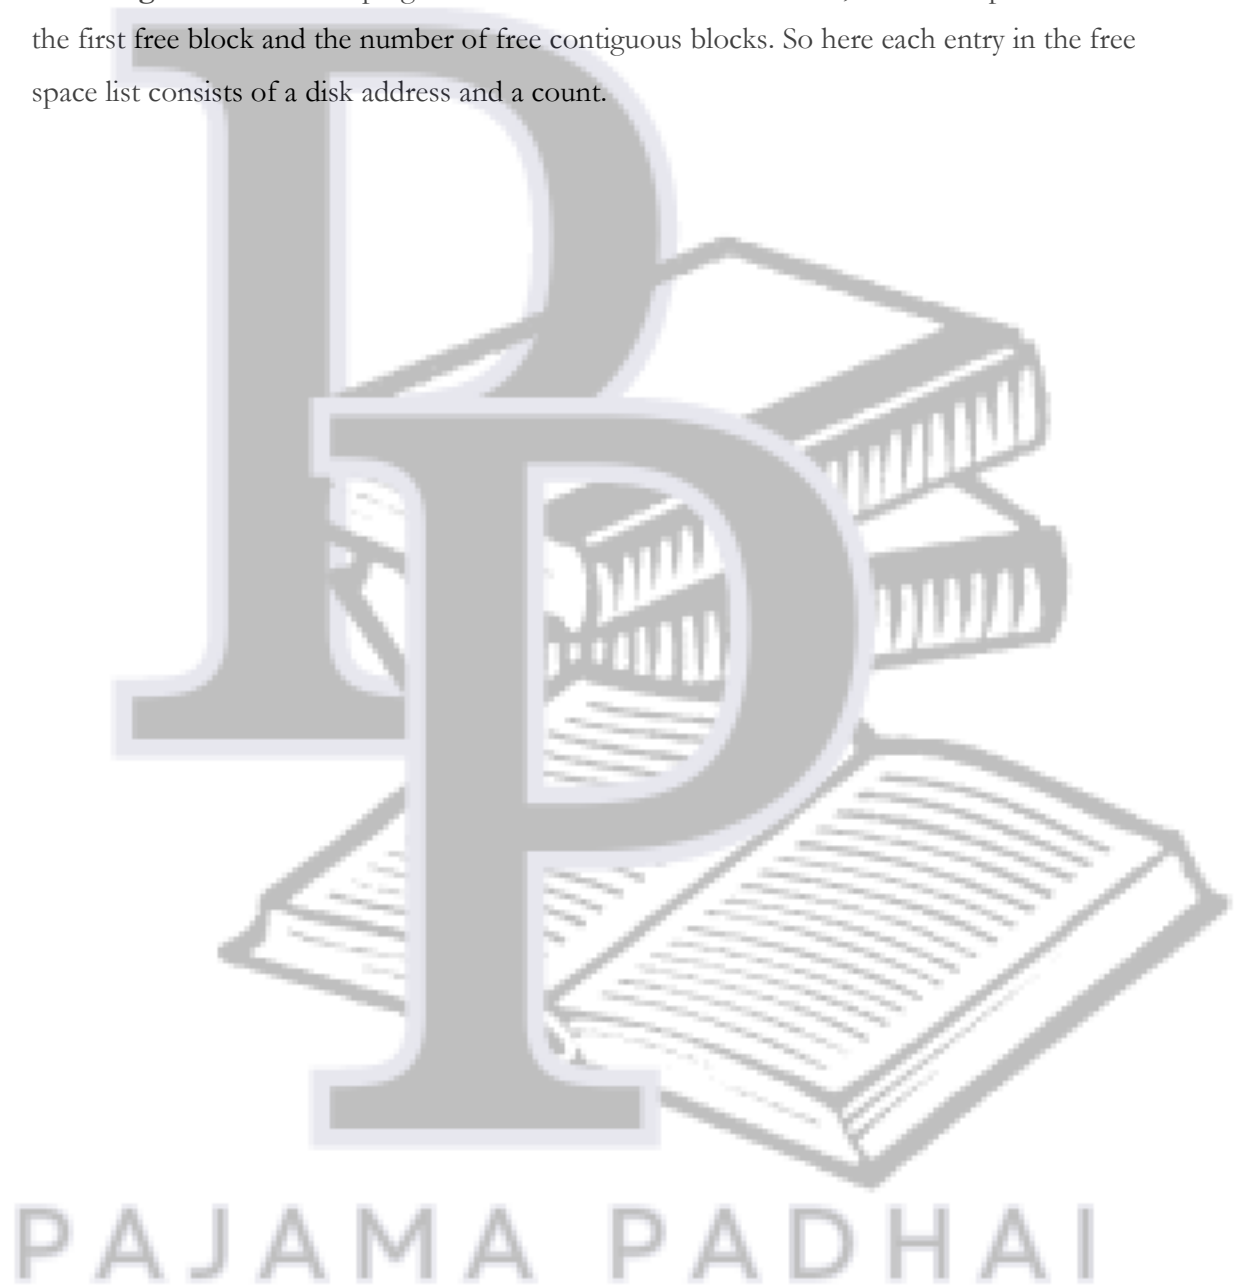 the first free block and the number of free contiguous blocks. So here each entry in the free
space list consists of a disk address and a count.
PAJAMA PADHAI